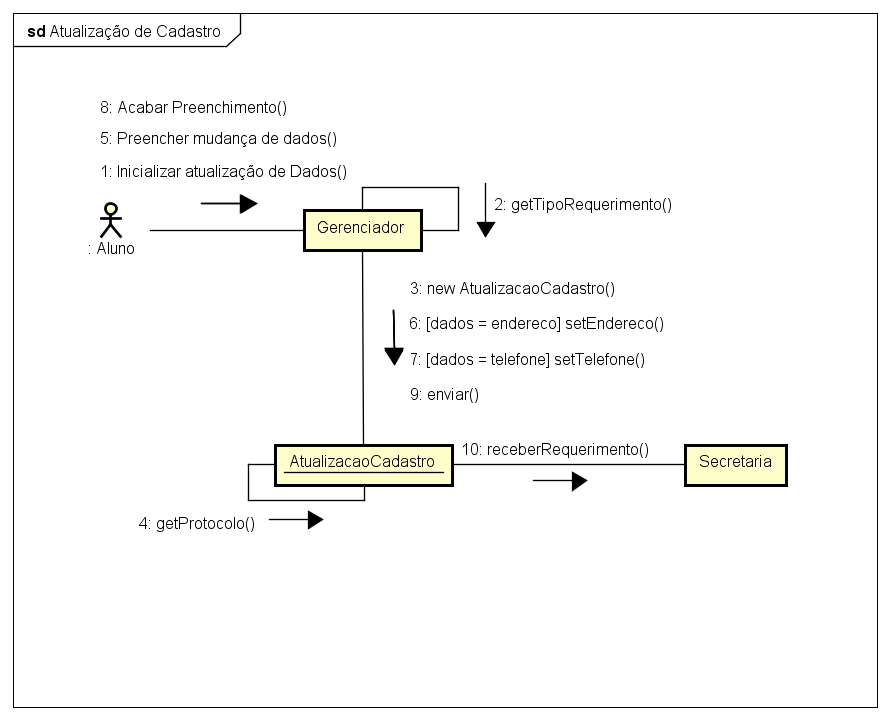 sd Atualização de Cadastro
8: Acabar Preenchimento()
5: Preencher mudança de dados()
1: Inicializar atualização de Dados()
2: getTipoRequerimento()
Gerenciador
: Aluno
3: new AtualizacaoCadastro()
6: [dados = endereco] setEndereco()
7: [dados = telefone] setTelefone()
9: enviar()
AtualizacaoCadastro
10: receberRequerimento()
Secretaria
4: getProtocolo()